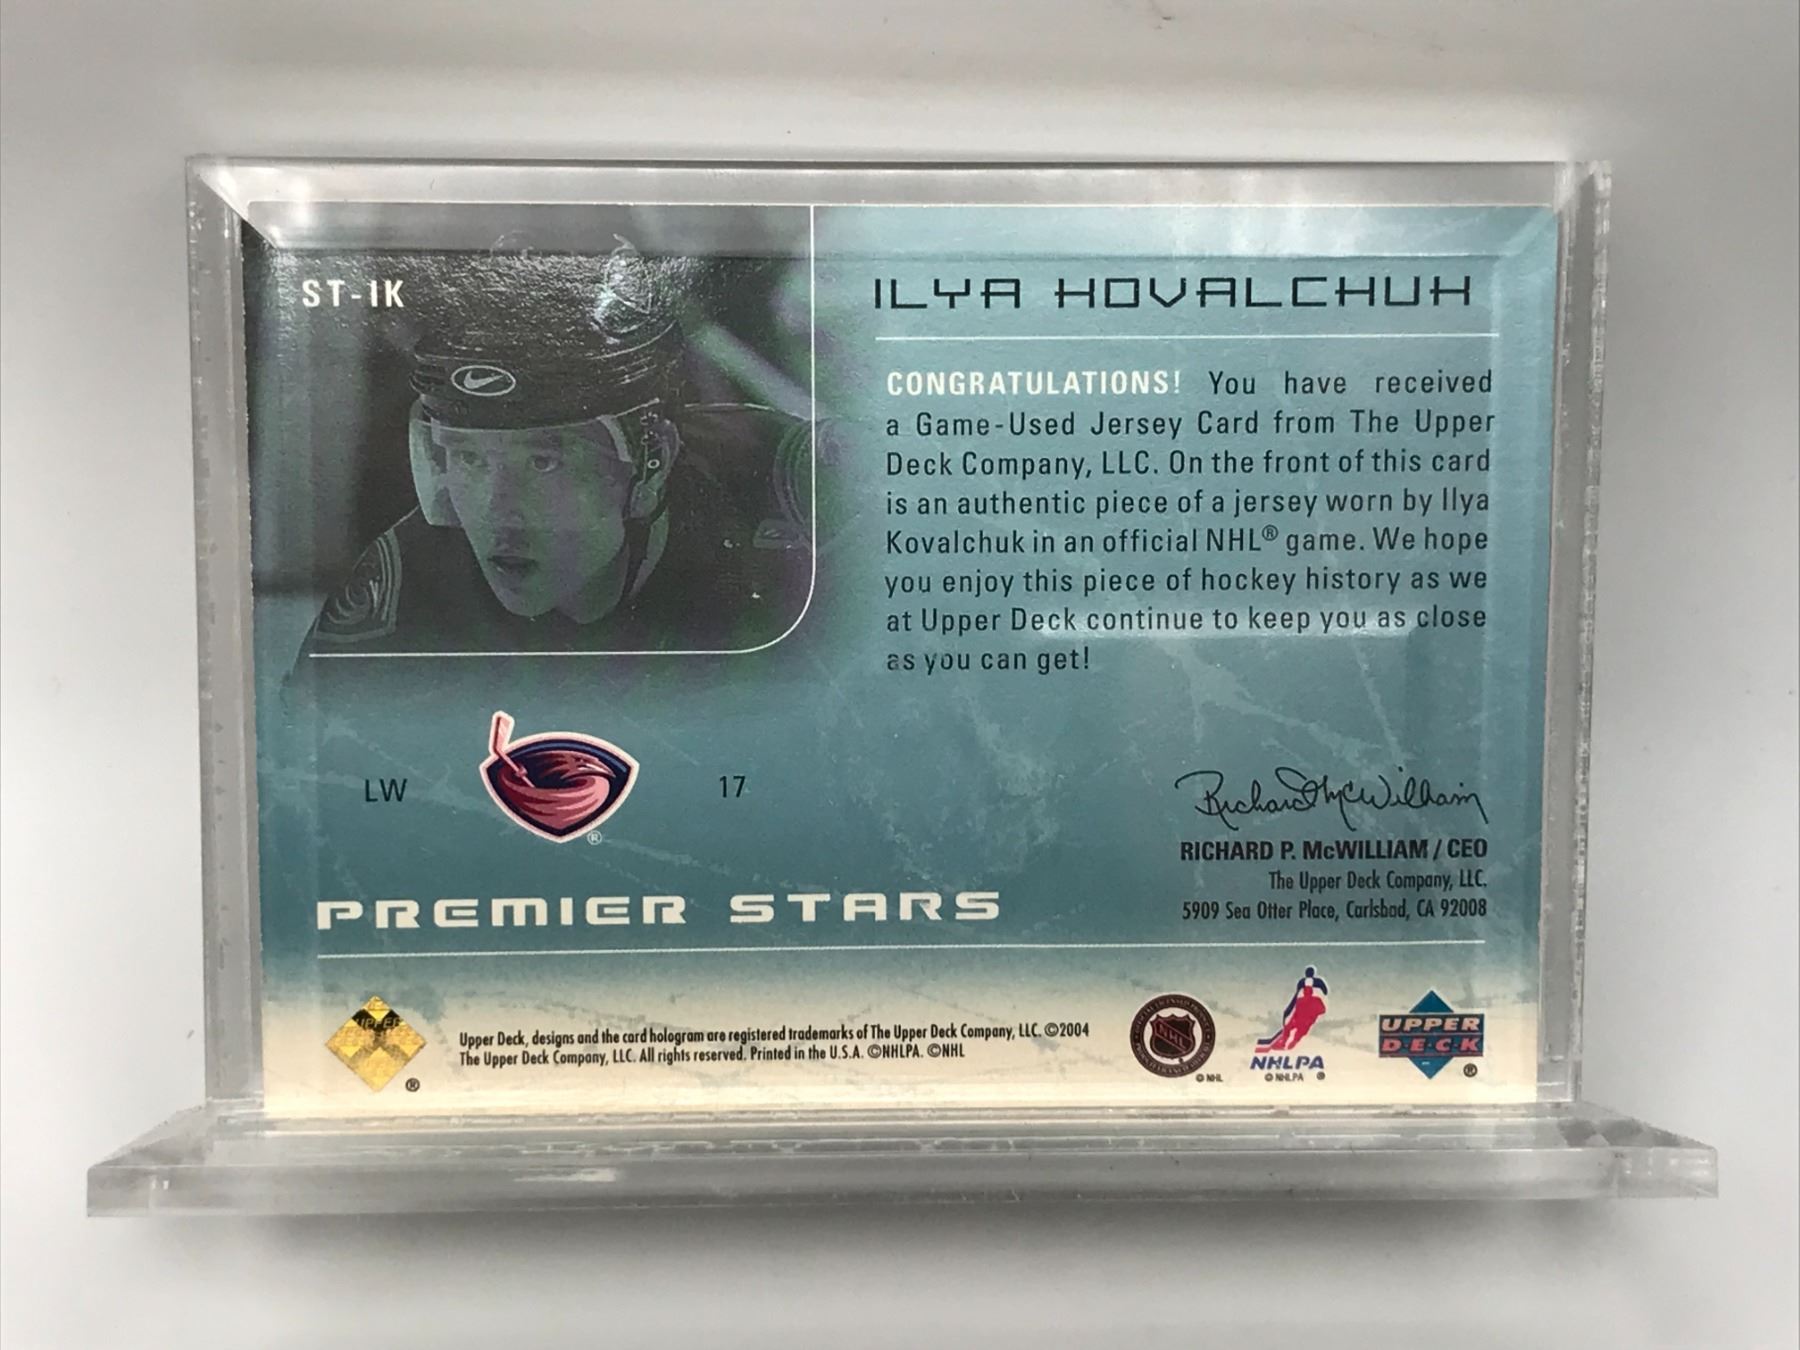 ST-IK
ILYA KOVALCHUK
CONGRATULATIONS! You have received
a Game-Used Jersey Card from The Upper
Deck Company, LLC. On the front of this card
is an authentic piece of a jersey worn by Ilya
Kovalchuk in an official NHL® game. We hope
you enjoy this piece of hockey history as we
at Upper Deck continue to keep you as close
as you can get!
LW
17
®
Richard McWilliam
RICHARD P. McWILLIAM / CEO
The Upper Deck Company, LLC.
5909 Sea Otter Place, Carlsbad, CA 92008
PREMIER STARS
UPPER
®
Upper Deck, designs and the card hologram are registered trademarks of The Upper Deck Company, LLC. ©2004
The Upper Deck Company, LLC. All rights reserved. Printed in the U.S.A. ©NHLPA. ©NHL
NHL
© NHL
NHLPA
© NHLPA ®
UPPER
DECK
®